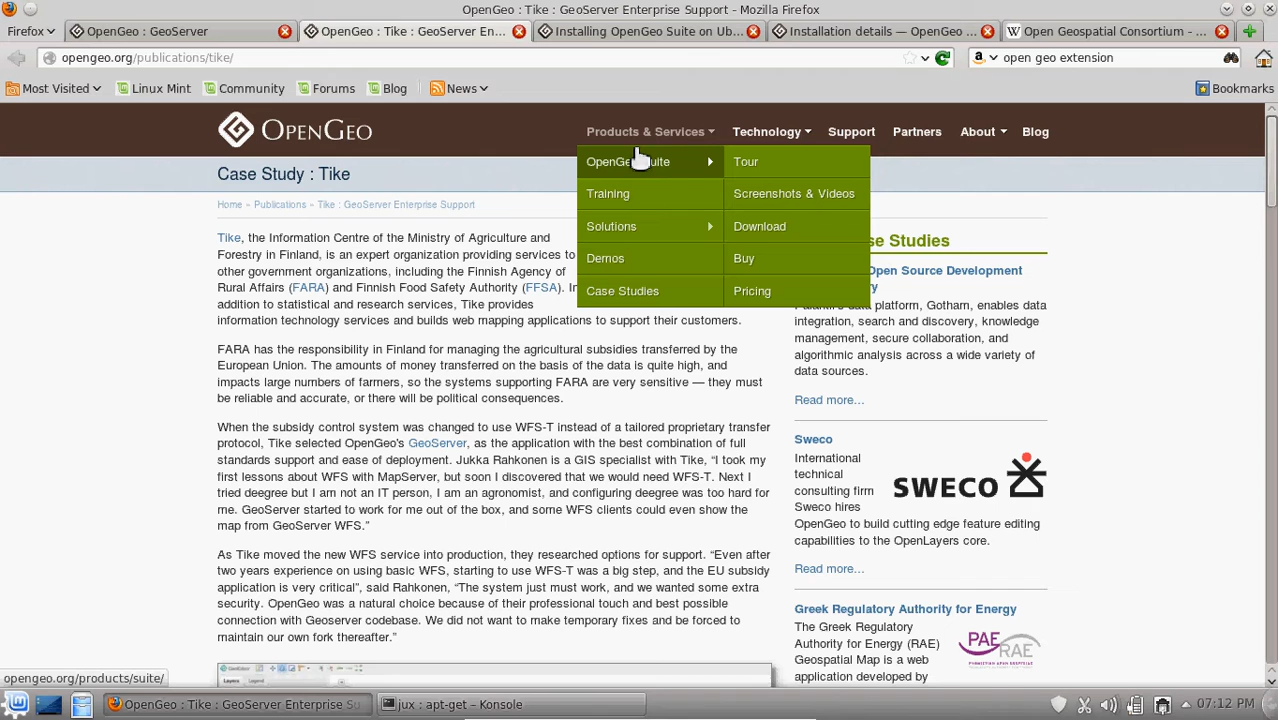 OpenGeo : Tike : GeoServer Enterprise Support - Mozilla Firefox
Firefox
OpenGeo : GeoServer
OpenGeo : Tike : GeoServer En...
Installing OpenGeo Suite on Ub...
Installation details — OpenGeo ...
Open Geospatial Consortium - ...
opengeo.org/publications/tike/
open geo extension
Most Visited
Linux Mint
Community
Forums
Blog
News
Bookmarks
OPENGEO
Products & Services
Technology
Support
Partners
About
Blog
OpenGeo Suite
Training
Solutions
Demos
Case Studies
Tour
Screenshots & Videos
Download
Buy
Pricing
Case Study : Tike
Home » Publications » Tike : GeoServer Enterprise Support
Tike, the Information Centre of the Ministry of Agriculture and
Forestry in Finland, is an expert organization providing services to
other government organizations, including the Finnish Agency of
Rural Affairs (FARA) and Finnish Food Safety Authority (FFSA). In
addition to statistical and research services, Tike provides
information technology services and builds web mapping applications to support their customers.
FARA has the responsibility in Finland for managing the agricultural subsidies transferred by the
European Union. The amounts of money transferred on the basis of the data is quite high, and
impacts large numbers of farmers, so the systems supporting FARA are very sensitive — they must
be reliable and accurate, or there will be political consequences.
When the subsidy control system was changed to use WFS-T instead of a tailored proprietary transfer
protocol, Tike selected OpenGeo's GeoServer, as the application with the best combination of full
standards support and ease of deployment. Jukka Rahkonen is a GIS specialist with Tike, “I took my
first lessons about WFS with MapServer, but soon I discovered that we would need WFS-T. Next I
tried deegree but I am not an IT person, I am an agronomist, and configuring deegree was too hard for
me. GeoServer started to work for me out of the box, and some WFS clients could even show the
map from GeoServer WFS.”
As Tike moved the new WFS service into production, they researched options for support. “Even after
two years experience on using basic WFS, starting to use WFS-T was a big step, and the EU subsidy
application is very critical”, said Rahkonen, “The system just must work, and we wanted some extra
security. OpenGeo was a natural choice because of their professional touch and best possible
connection with Geoserver codebase. We did not want to make temporary fixes and be forced to
maintain our own fork thereafter.”
Layers
Legend
se Studies
Open Source Development
y
Palantir's data platform, Gotham, enables data
integration, search and discovery, knowledge
management, secure collaboration, and
algorithmic analysis across a wide variety of
data sources.
Read more...
Sweco
International
technical
consulting firm
Sweco hires
OpenGeo to build cutting edge feature editing
capabilities to the OpenLayers core.
SWECO
Read more...
Greek Regulatory Authority for Energy
The Greek Regulatory
Authority for Energy (RAE)
Geospatial Map is a web
application developed by
PAE
RAE
opengeo.org/products/suite/
OpenGeo : Tike : GeoServer Enterprise Su
jux : apt-get – Konsole
07:12 PM